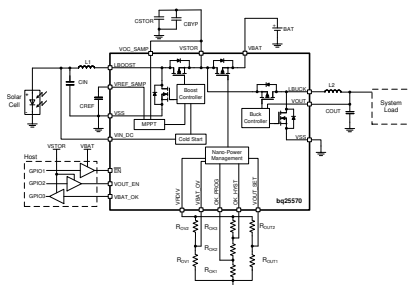 CSTOR
CBYP
BAT
VOC_SAMP
VSTOR
VBAT
L1
LBOOST
Solar
Cell
CIN
VREF_SAMP
CREF
VSS
MPPT
Boost
Controller
Cold Start
VIN_DC
LBUCK
L2
VOUT
Buck
Controller
COUT
System
Load
VSS
Nano-Power
Management
Host
VSTOR
VBAT
GPIO1
EN
GPIO2
VOUT_EN
GPIO3
VBAT_OK
VRDIV
VBAT_OV
OK_PROG
OK_HYST
VOUT_SET
bq25570
ROV2
ROK3
ROUT2
ROK2
ROV1
ROUT1
ROK1